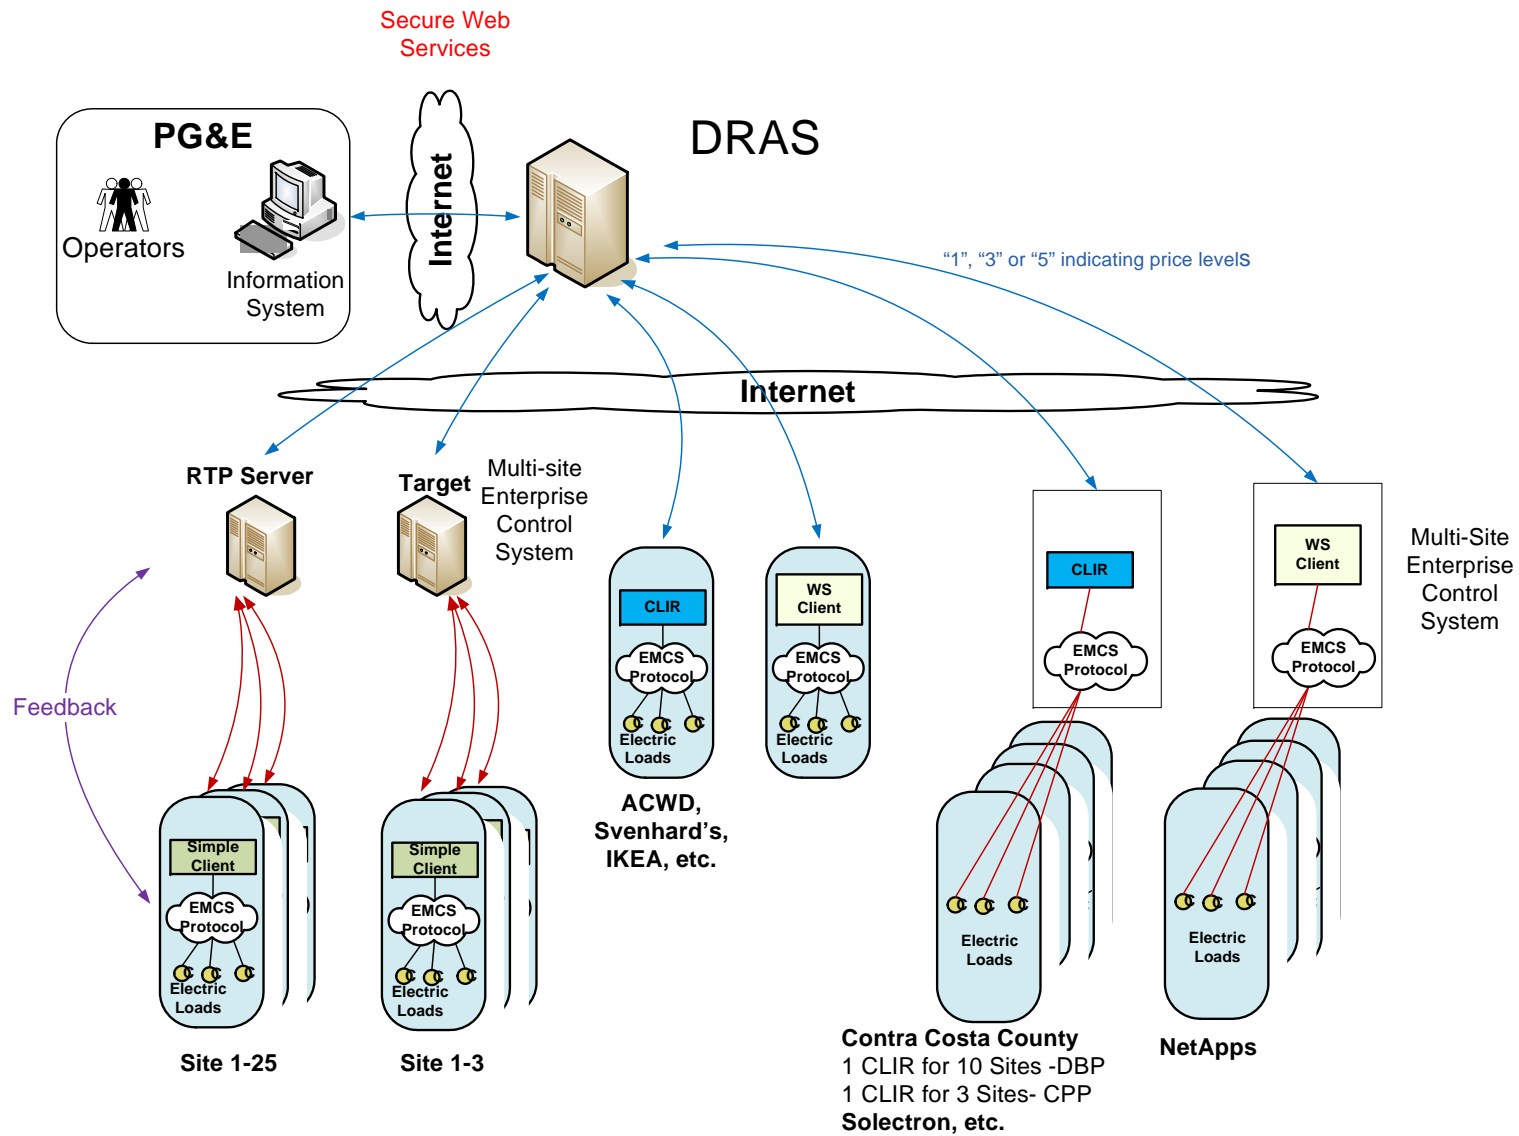 Secure Web
Services
PG&E
Operators
Information
System
Internet
DRAS
“1”, “3” or “5” indicating price levels
Internet
RTP Server
Target
Multi-site
Enterprise
Control
System
Feedback
Simple
Client
EMCS
Protocol
Electric
Loads
Site 1-25
Simple
Client
EMCS
Protocol
Electric
Loads
Site 1-3
CLIR
EMCS
Protocol
Electric
Loads
ACWD,
Svenhard’s,
IKEA, etc.
WS
Client
EMCS
Protocol
Electric
Loads
CLIR
EMCS
Protocol
Electric
Loads
Contra Costa County
1 CLIR for 10 Sites -DBP
1 CLIR for 3 Sites- CPP
Solectron, etc.
WS
Client
EMCS
Protocol
Multi-Site
Enterprise
Control
System
Electric
Loads
NetApps